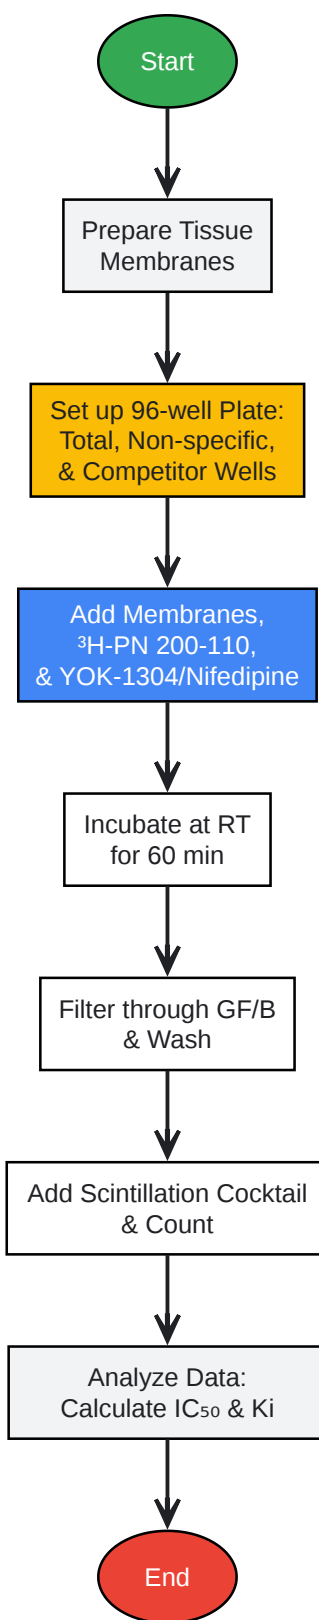 Start
Prepare Tissue
Membranes
Set up 96-well Plate:
Total, Non-specific,
& Competitor Wells
Add Membranes,
³H-PN 200-110,
& YOK-1304/Nifedipine
Incubate at RT
for 60 min
Filter through GF/B
& Wash
Add Scintillation Cocktail
& Count
Analyze Data:
Calculate IC₅₀ & Ki
End